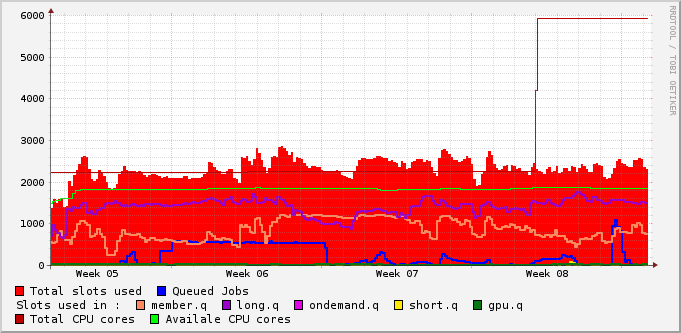 RRDTOOL / TOBI OETIKER
6000
5000
4000
3000
2000
1000
0
Week 05 Week 06 Week 07 Week 08
Total slots used Queued Jobs
Slots used in : member.q long.q ondemand.q short.q gpu.q
Total CPU cores Availale CPU cores